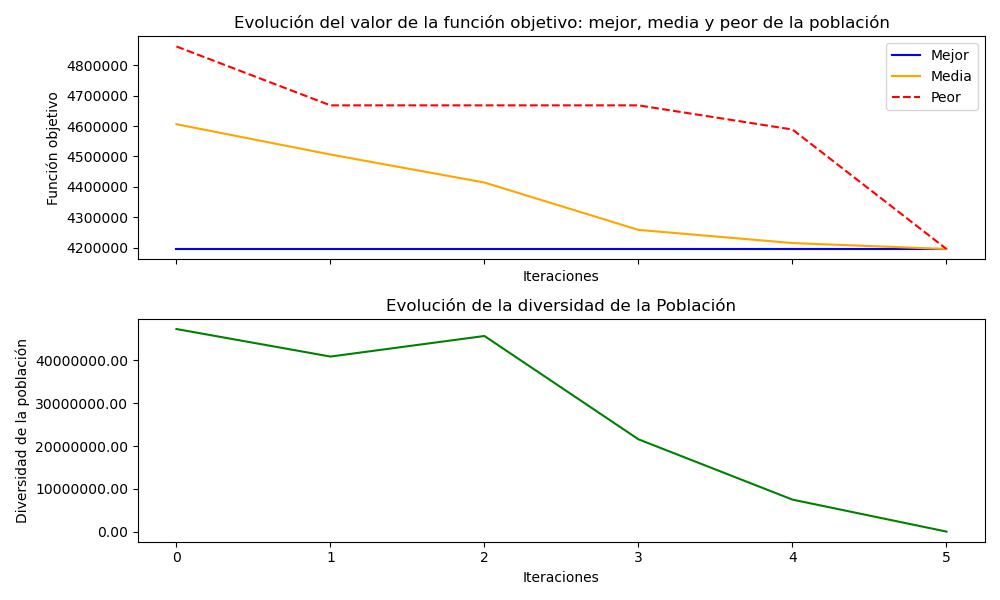 Evolución del valor de la función objetivo: mejor, media y peor de la población
Función objetivo
4800000
4700000
4600000
4500000
4400000
4300000
4200000
Mejor
Media
Peor
Iteraciones
Evolución de la diversidad de la Población
Diversidad de la población
40000000.00
30000000.00
20000000.00
10000000.00
0.00
0 1 2 3 4 5
Iteraciones